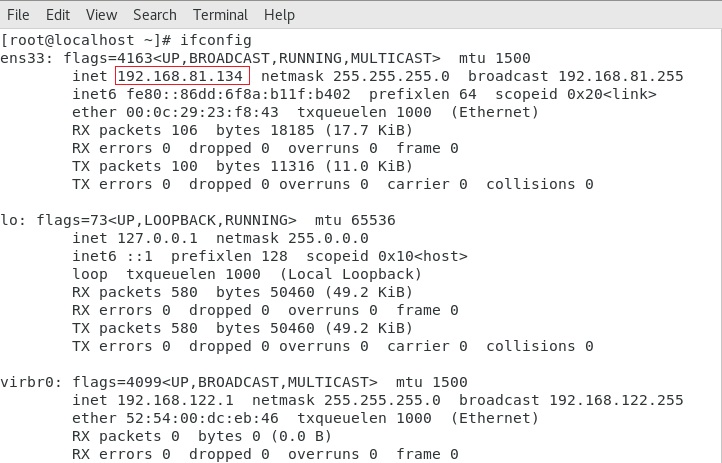 File Edit View Search Terminal Help
[root@localhost ~]# ifconfig
ens33: flags=4163<UP,BROADCAST,RUNNING,MULTICAST>  mtu 1500
        inet 192.168.81.134  netmask 255.255.255.0  broadcast 192.168.81.255
        inet6 fe80::86dd:6f8a:b11f:b402  prefixlen 64  scopeid 0x20<link>
        ether 00:0c:29:23:f8:43  txqueuelen 1000  (Ethernet)
        RX packets 106  bytes 18185 (17.7 KiB)
        RX errors 0  dropped 0  overruns 0  frame 0
        TX packets 100  bytes 11316 (11.0 KiB)
        TX errors 0  dropped 0 overruns 0  carrier 0  collisions 0
lo: flags=73<UP,LOOPBACK,RUNNING>  mtu 65536
        inet 127.0.0.1  netmask 255.0.0.0
        inet6 ::1  prefixlen 128  scopeid 0x10<host>
        loop  txqueuelen 1000  (Local Loopback)
        RX packets 580  bytes 50460 (49.2 KiB)
        RX errors 0  dropped 0  overruns 0  frame 0
        TX packets 580  bytes 50460 (49.2 KiB)
        TX errors 0  dropped 0 overruns 0  carrier 0  collisions 0
virbr0: flags=4099<UP,BROADCAST,MULTICAST>  mtu 1500
        inet 192.168.122.1  netmask 255.255.255.0  broadcast 192.168.122.255
        ether 52:54:00:dc:eb:46  txqueuelen 1000  (Ethernet)
        RX packets 0  bytes 0 (0.0 B)
        RX errors 0  dropped 0  overruns 0  frame 0